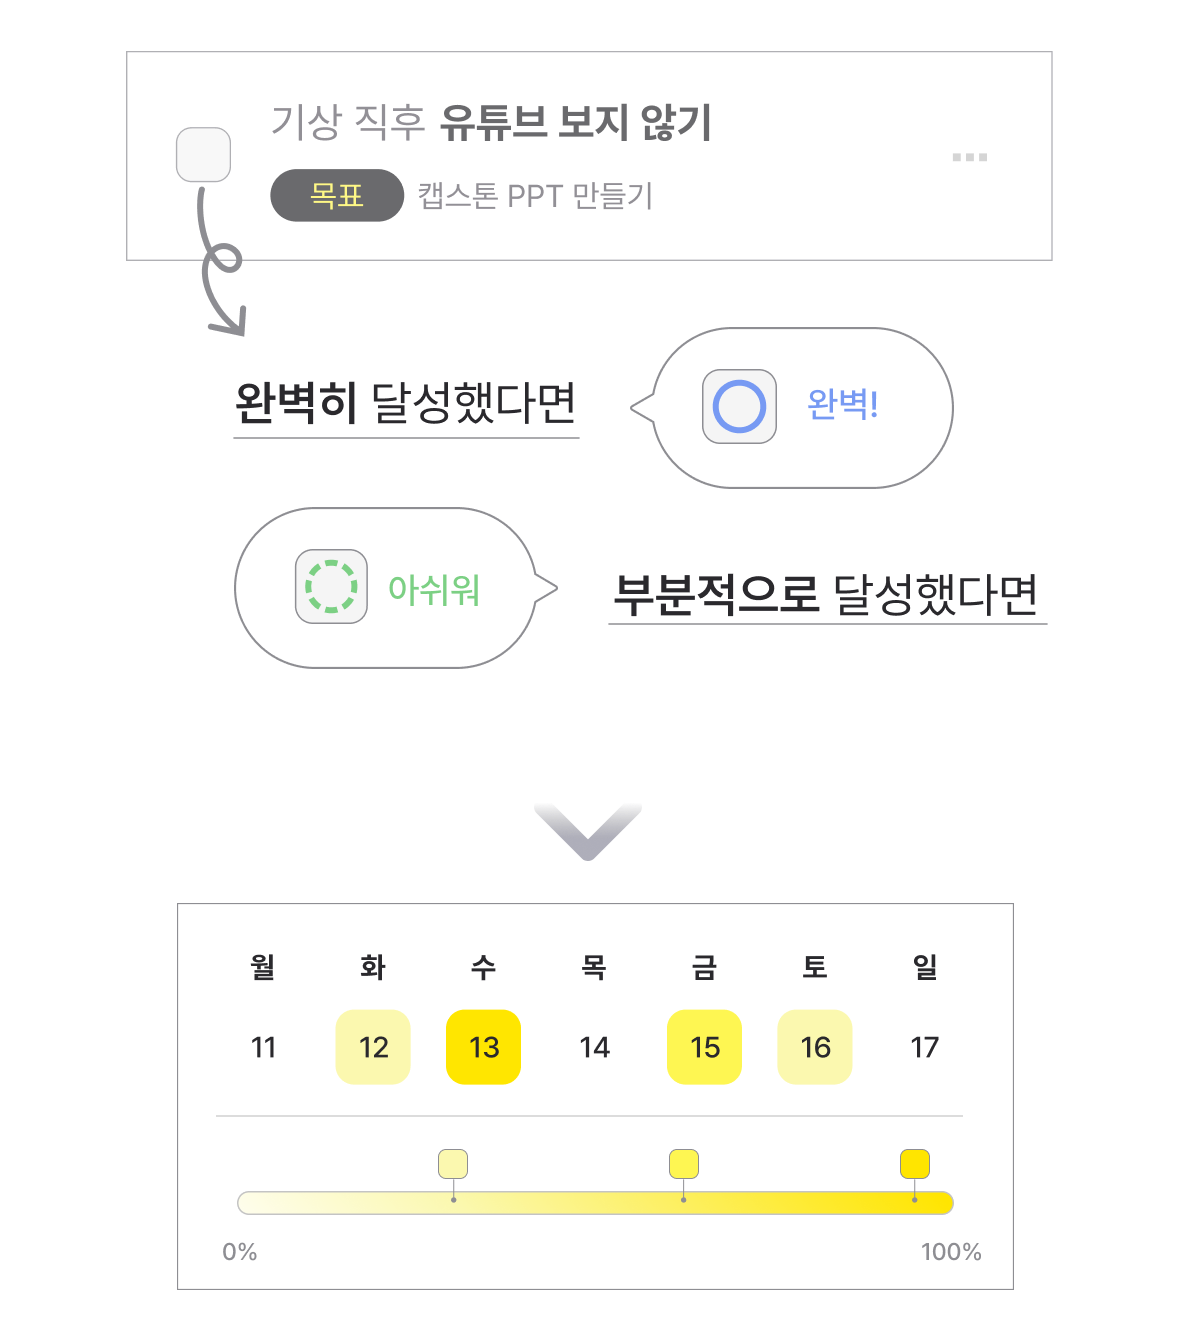 기상 직후 유튜브 보지 않기
목표 캡스톤 PPT 만들기
완벽히 달성했다면
완벽!
아쉬워
부분적으로 달성했다면
월 화 수 목 금 토 일
11 12 13 14 15 16 17
0% 100%